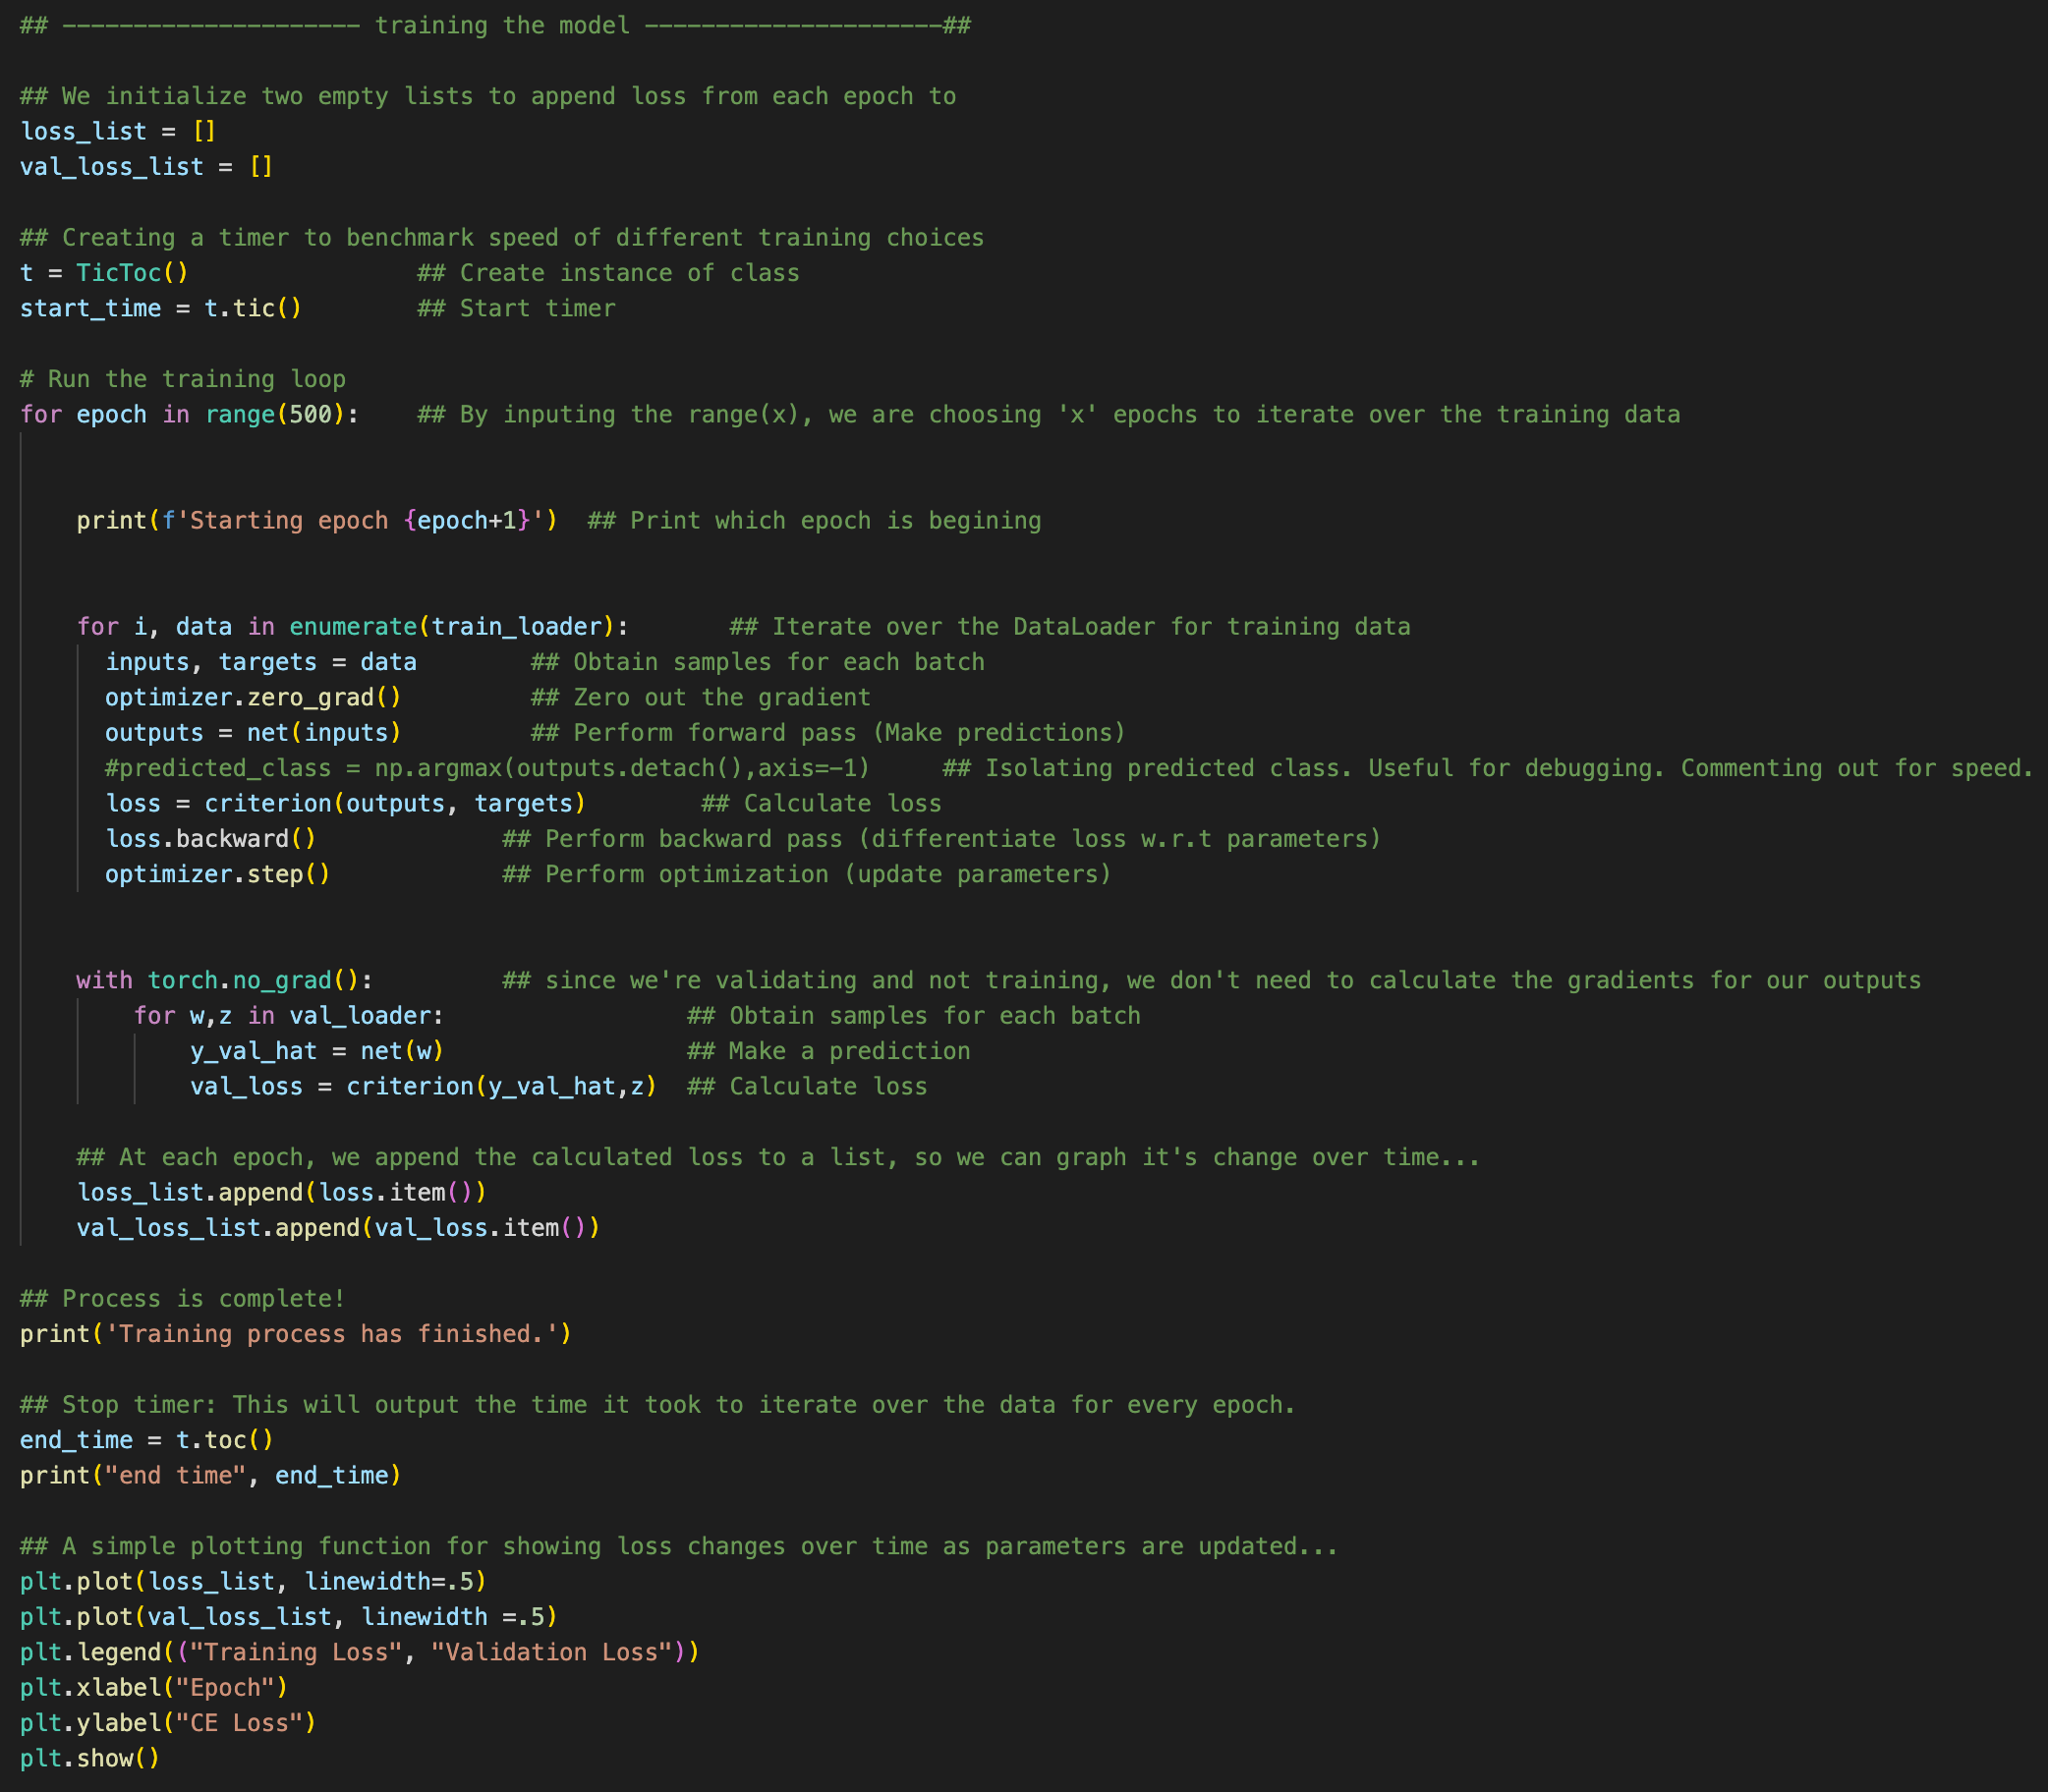 ## --------------------- training the model ---------------------##
## We initialize two empty lists to append loss from each epoch to
loss_list = []
val_loss_list = []
## Creating a timer to benchmark speed of different training choices
t = TicToc()                ## Create instance of class
start_time = t.tic()        ## Start timer
# Run the training loop
for epoch in range(500):    ## By inputing the range(x), we are choosing 'x' epochs to iterate over the training data
    print(f'Starting epoch {epoch+1}')  ## Print which epoch is begining
    for i, data in enumerate(train_loader):       ## Iterate over the DataLoader for training data
      inputs, targets = data        ## Obtain samples for each batch
      optimizer.zero_grad()         ## Zero out the gradient
      outputs = net(inputs)         ## Perform forward pass (Make predictions)
      #predicted_class = np.argmax(outputs.detach(),axis=-1)     ## Isolating predicted class. Useful for debugging. Commenting out for speed.
      loss = criterion(outputs, targets)        ## Calculate loss
      loss.backward()             ## Perform backward pass (differentiate loss w.r.t parameters)
      optimizer.step()            ## Perform optimization (update parameters)
    with torch.no_grad():         ## since we're validating and not training, we don't need to calculate the gradients for our outputs
        for w,z in val_loader:                 ## Obtain samples for each batch
            y_val_hat = net(w)                 ## Make a prediction
            val_loss = criterion(y_val_hat,z)  ## Calculate loss
    ## At each epoch, we append the calculated loss to a list, so we can graph it's change over time...
    loss_list.append(loss.item())
    val_loss_list.append(val_loss.item())
## Process is complete!
print('Training process has finished.')
## Stop timer: This will output the time it took to iterate over the data for every epoch.
end_time = t.toc()
print("end time", end_time)
## A simple plotting function for showing loss changes over time as parameters are updated...
plt.plot(loss_list, linewidth=.5)
plt.plot(val_loss_list, linewidth =.5)
plt.legend(("Training Loss", "Validation Loss"))
plt.xlabel("Epoch")
plt.ylabel("CE Loss")
plt.show()